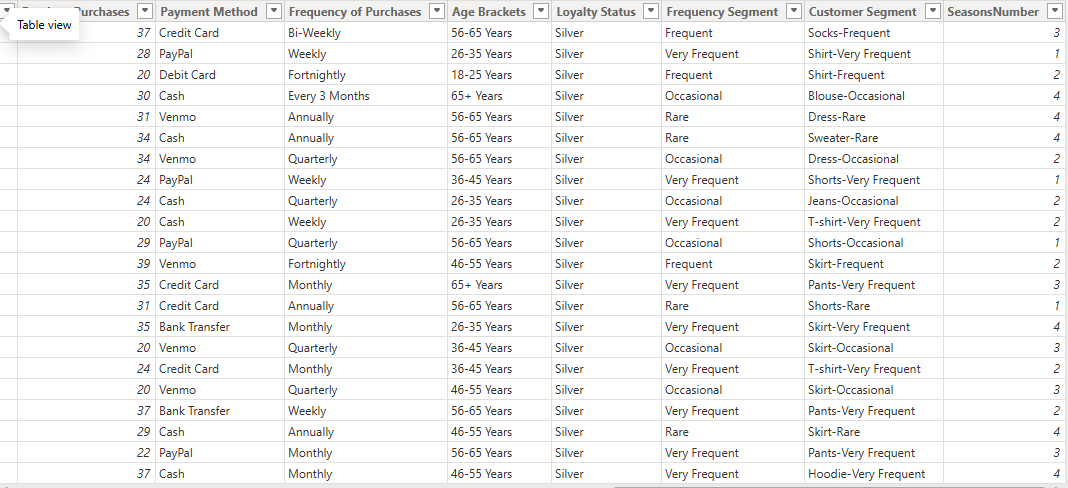 Purchases Payment Method Frequency of Purchases Age Brackets Loyalty Status Frequency Segment Customer Segment SeasonsNumber
Table view
37 Credit Card Bi-Weekly 56-65 Years Silver Frequent Socks-Frequent 3
28 PayPal Weekly 26-35 Years Silver Very Frequent Shirt-Very Frequent 1
20 Debit Card Fortnightly 18-25 Years Silver Frequent Shirt-Frequent 2
30 Cash Every 3 Months 65+ Years Silver Occasional Blouse-Occasional 4
31 Venmo Annually 56-65 Years Silver Rare Dress-Rare 4
34 Cash Annually 56-65 Years Silver Rare Sweater-Rare 4
34 Venmo Quarterly 56-65 Years Silver Occasional Dress-Occasional 2
24 PayPal Weekly 36-45 Years Silver Very Frequent Shorts-Very Frequent 1
24 Cash Quarterly 26-35 Years Silver Occasional Jeans-Occasional 2
20 Cash Weekly 26-35 Years Silver Very Frequent T-shirt-Very Frequent 2
29 PayPal Quarterly 56-65 Years Silver Occasional Shorts-Occasional 1
39 Venmo Fortnightly 46-55 Years Silver Frequent Skirt-Frequent 2
35 Credit Card Monthly 65+ Years Silver Very Frequent Pants-Very Frequent 3
31 Credit Card Annually 56-65 Years Silver Rare Shorts-Rare 1
35 Bank Transfer Monthly 26-35 Years Silver Very Frequent Skirt-Very Frequent 4
20 Venmo Quarterly 36-45 Years Silver Occasional Skirt-Occasional 3
24 Credit Card Monthly 36-45 Years Silver Very Frequent T-shirt-Very Frequent 2
20 Venmo Quarterly 46-55 Years Silver Occasional Skirt-Occasional 3
37 Bank Transfer Weekly 56-65 Years Silver Very Frequent Pants-Very Frequent 2
29 Cash Annually 46-55 Years Silver Rare Skirt-Rare 4
22 PayPal Monthly 56-65 Years Silver Very Frequent Pants-Very Frequent 3
37 Cash Monthly 46-55 Years Silver Very Frequent Hoodie-Very Frequent 4